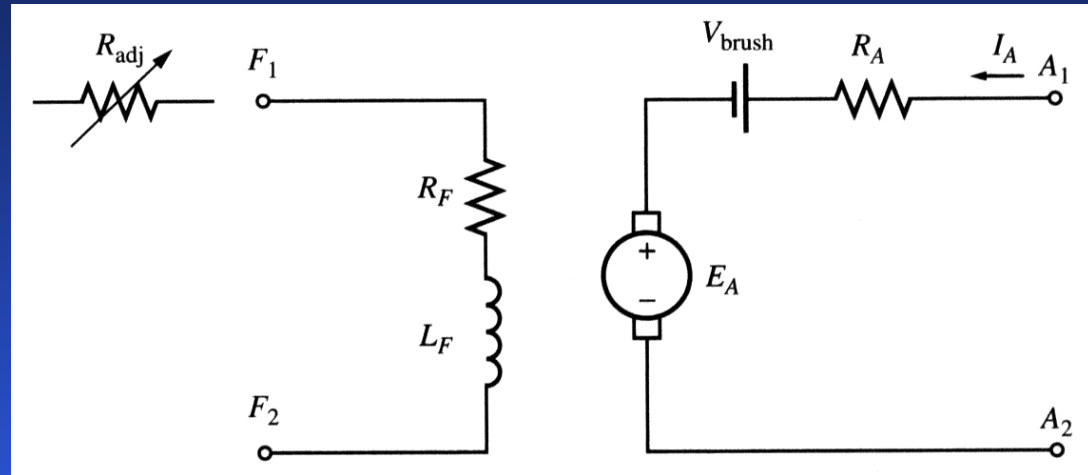 R_adj
F_1
V_brush
R_A
I_A
A_1
R_F
+
E_A
−
L_F
F_2
A_2